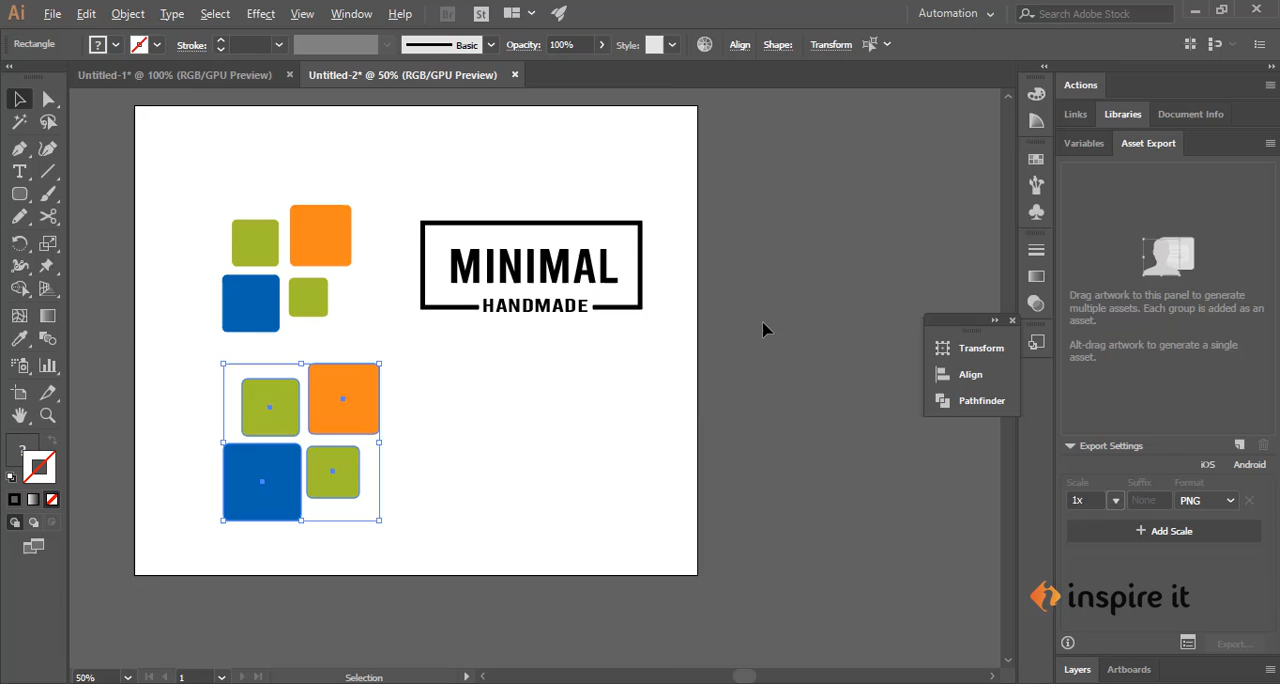 Ai File Edit Object Type Select Effect View Window Help Br St Automation Search Adobe Stock
Rectangle ? Stroke: Basic Opacity: 100% Style: Align Shape: Transform
Untitled-1* @ 100% (RGB/GPU Preview) × Untitled-2* @ 50% (RGB/GPU Preview) ×
Actions
Links Libraries Document Info
Variables Asset Export
MINIMAL
HANDMADE
Drag artwork to this panel to generate
multiple assets. Each group is added as an
asset.
Alt-drag artwork to generate a single
asset.
Transform
Align
Pathfinder
Export Settings
iOS Android
Scale Suffix Format
1x None PNG
+ Add Scale
?
inspire it
Export...
Layers Artboards
50% 1 Selection